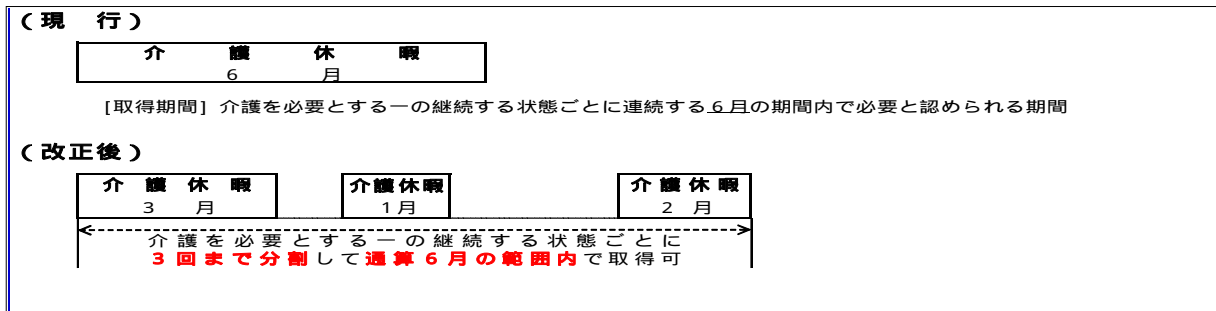 （現　行）
介　護　休　暇
6　月
[取得期間] 介護を必要とする一の継続する状態ごとに連続する６月の期間内で必要と認められる期間
（改正後）
介護休暇　介護休暇　介護休暇
3　月　1月　2　月
介護を必要とする一の継続する状態ごとに
３回まで分割して通算６月の範囲内で取得可